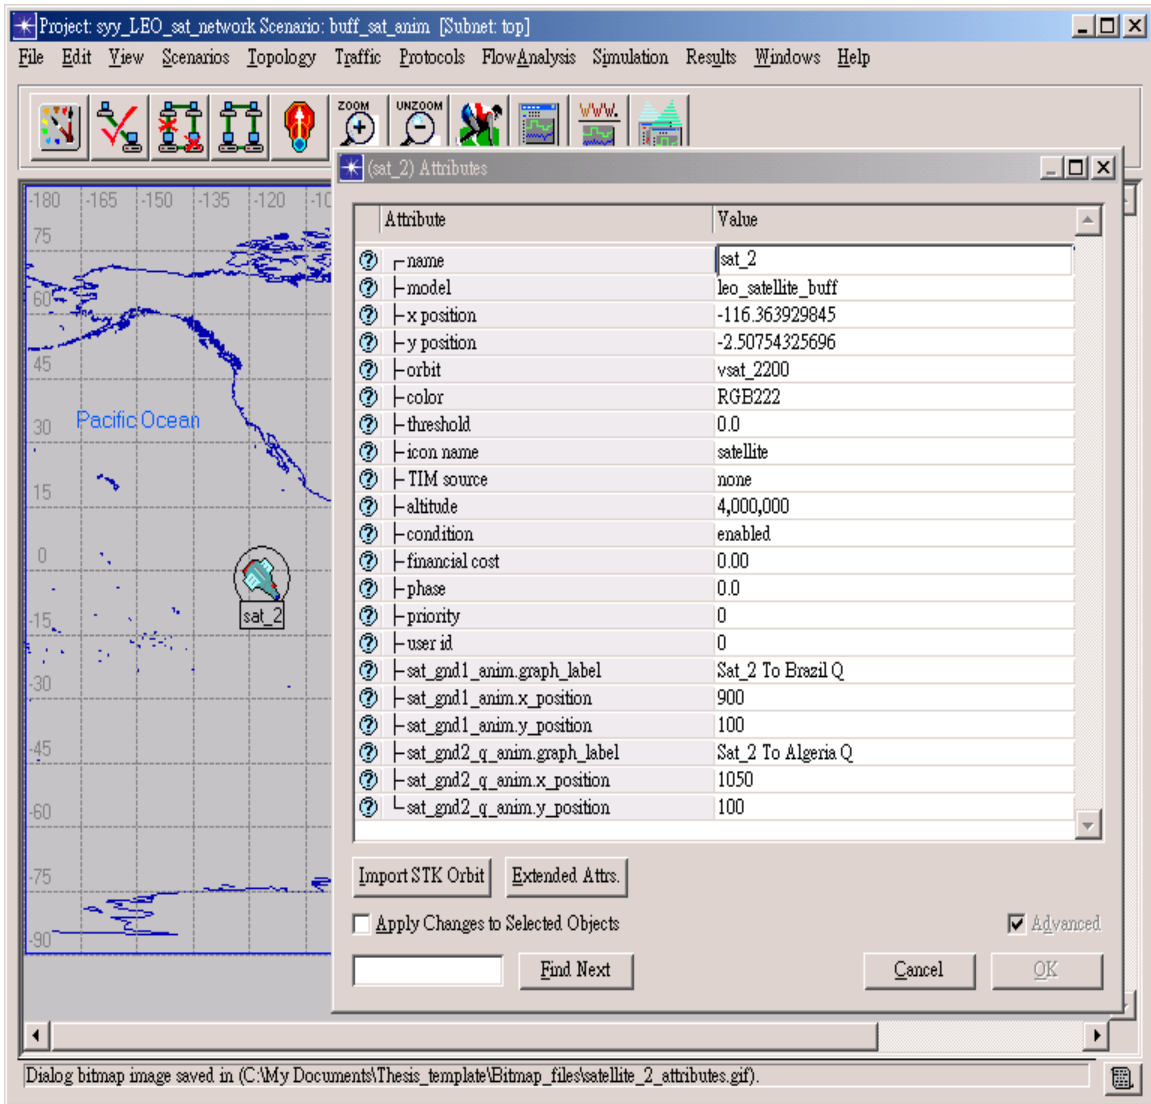 Project: syy_LEO_sat_network Scenario: buff_sat_anim [Subnet: top]
File Edit View Scenarios Topology Traffic Protocols FlowAnalysis Simulation Results Windows Help
ZOOM UNZOOM WWW.
(sat_2) Attributes
-180 -165 -150 -135 -120 -10
75
60
45
30
15
0
-15
-30
-45
-60
-75
-90
Pacific Ocean
sat_2
Attribute Value
name sat_2
model leo_satellite_buff
x position -116.363929845
y position -2.50754325696
orbit vsat_2200
color RGB222
threshold 0.0
icon name satellite
TIM source none
altitude 4,000,000
condition enabled
financial cost 0.00
phase 0.0
priority 0
user id 0
sat_gnd1_anim.graph_label Sat_2 To Brazil Q
sat_gnd1_anim.x_position 900
sat_gnd1_anim.y_position 100
sat_gnd2_q_anim.graph_label Sat_2 To Algeria Q
sat_gnd2_q_anim.x_position 1050
sat_gnd2_q_anim.y_position 100
Import STK Orbit Extended Attrs.
Apply Changes to Selected Objects Advanced
Find Next Cancel OK
Dialog bitmap image saved in (C:\My Documents\Thesis_template\Bitmap_files\satellite_2_attributes.gif).